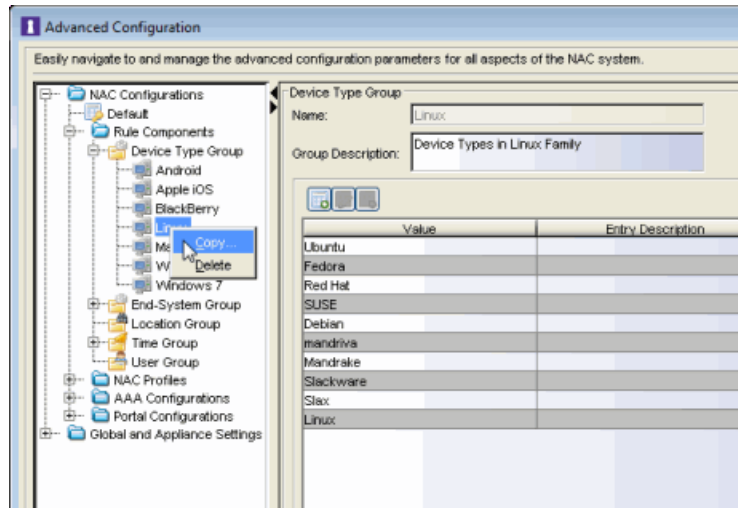 Advanced Configuration
Easily navigate to and manage the advanced configuration parameters for all aspects of the NAC system.
NAC Configurations
Default
Rule Components
Device Type Group
Android
Apple iOS
BlackBerry
Linux
Ma
W
Windows 7
End-System Group
Location Group
Time Group
User Group
NAC Profiles
AAA Configurations
Portal Configurations
Global and Appliance Settings
Copy...
Delete
Device Type Group
Name: Linux
Group Description: Device Types in Linux Family
Value Entry Description
Ubuntu
Fedora
Red Hat
SUSE
Debian
mandriva
Mandrake
Slackware
Slax
Linux